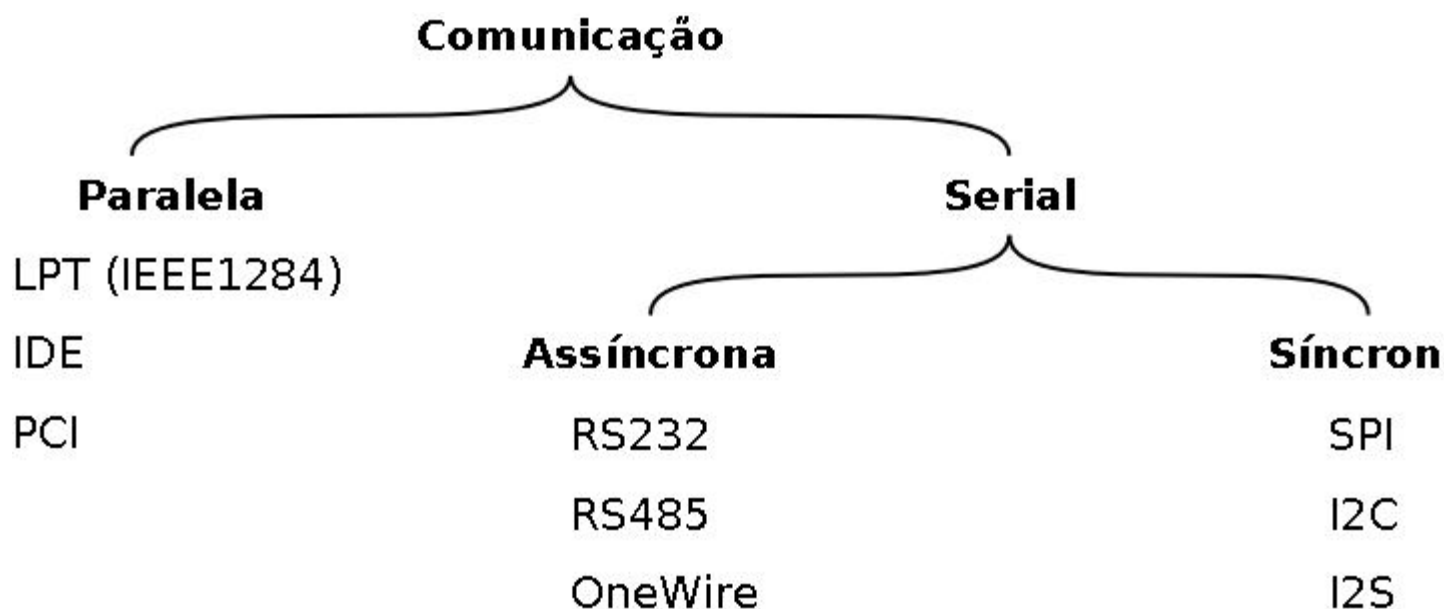 Comunicação
Paralela
Serial
LPT (IEEE1284)
IDE
PCI
Assíncrona
RS232
RS485
OneWire
Síncron
SPI
I2C
I2S